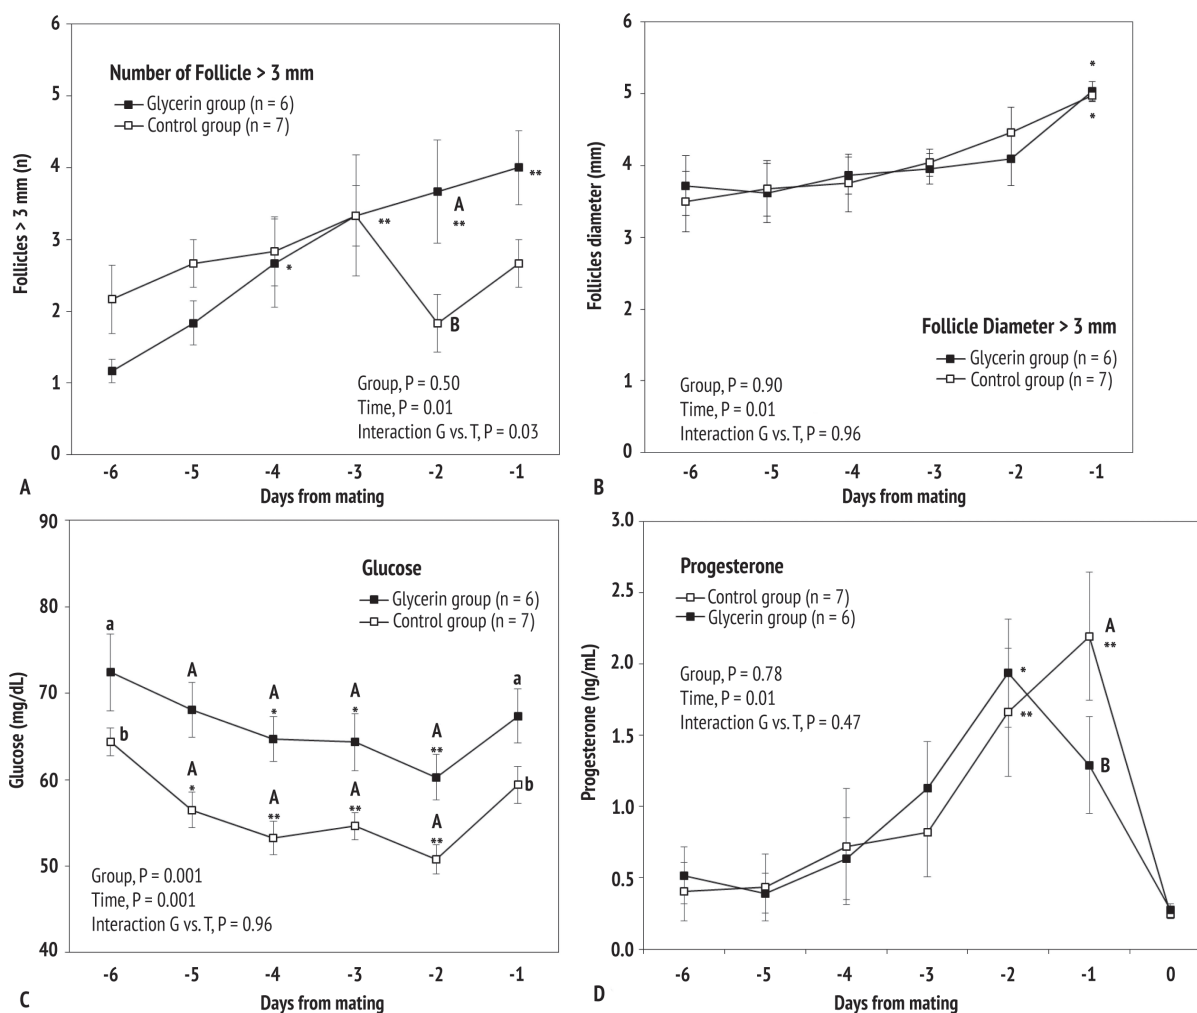 6
5
4
3
2
1
0
Follicles > 3 mm (n)
Number of Follicle > 3 mm
Glycerin group (n = 6)
Control group (n = 7)
*
**
A
**
**
B
Group, P = 0.50
Time, P = 0.01
Interaction G vs. T, P = 0.03
-6 -5 -4 -3 -2 -1
Days from mating
A
6
5
4
3
2
1
0
Follicles diameter (mm)
*
*
Follicle Diameter > 3 mm
Glycerin group (n = 6)
Control group (n = 7)
Group, P = 0.90
Time, P = 0.01
Interaction G vs. T, P = 0.96
-6 -5 -4 -3 -2 -1
Days from mating
B
90
80
70
60
50
40
Glucose (mg/dL)
Glucose
Glycerin group (n = 6)
Control group (n = 7)
a A A A A a
* * **
b A A A A b
* ** ** **
Group, P = 0.001
Time, P = 0.001
Interaction G vs. T, P = 0.96
-6 -5 -4 -3 -2 -1
Days from mating
C
3.0
2.5
2.0
1.5
1.0
0.5
0.0
Progesterone (ng/mL)
Progesterone
Control group (n = 7)
Glycerin group (n = 6)
Group, P = 0.78
Time, P = 0.01
Interaction G vs. T, P = 0.47
A
**
*
**
B
-6 -5 -4 -3 -2 -1 0
Days from mating
D